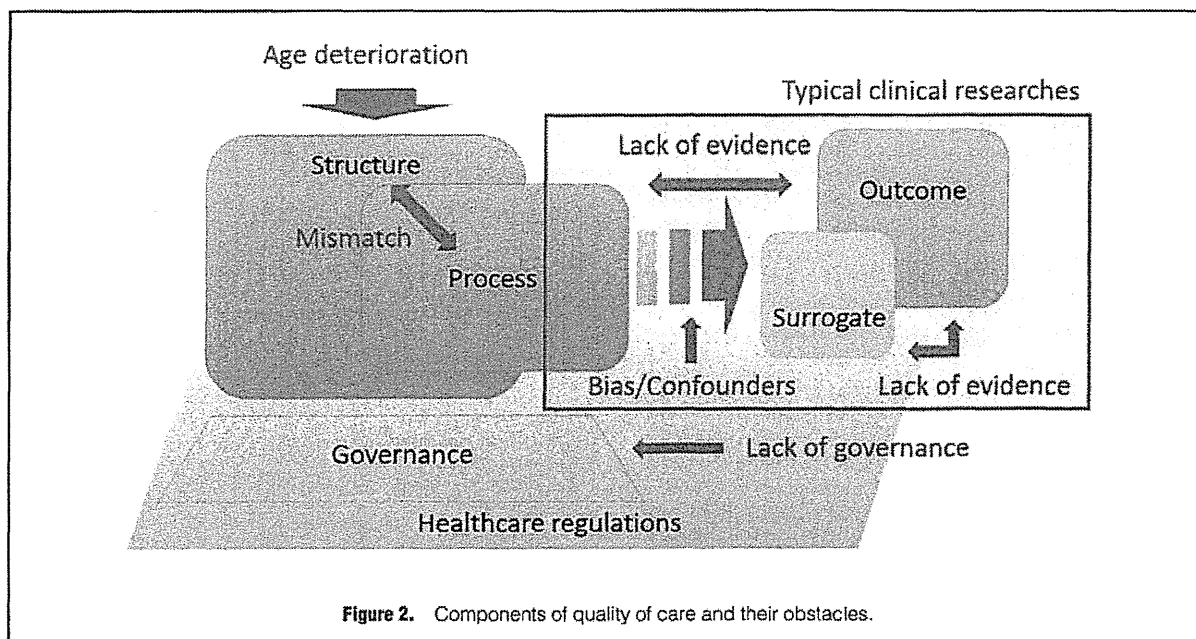 Age deterioration
Typical clinical researches
Structure
Lack of evidence
Outcome
Mismatch
Process
Surrogate
Bias/Confounders
Lack of evidence
Governance
Lack of governance
Healthcare regulations
Figure 2. Components of quality of care and their obstacles.